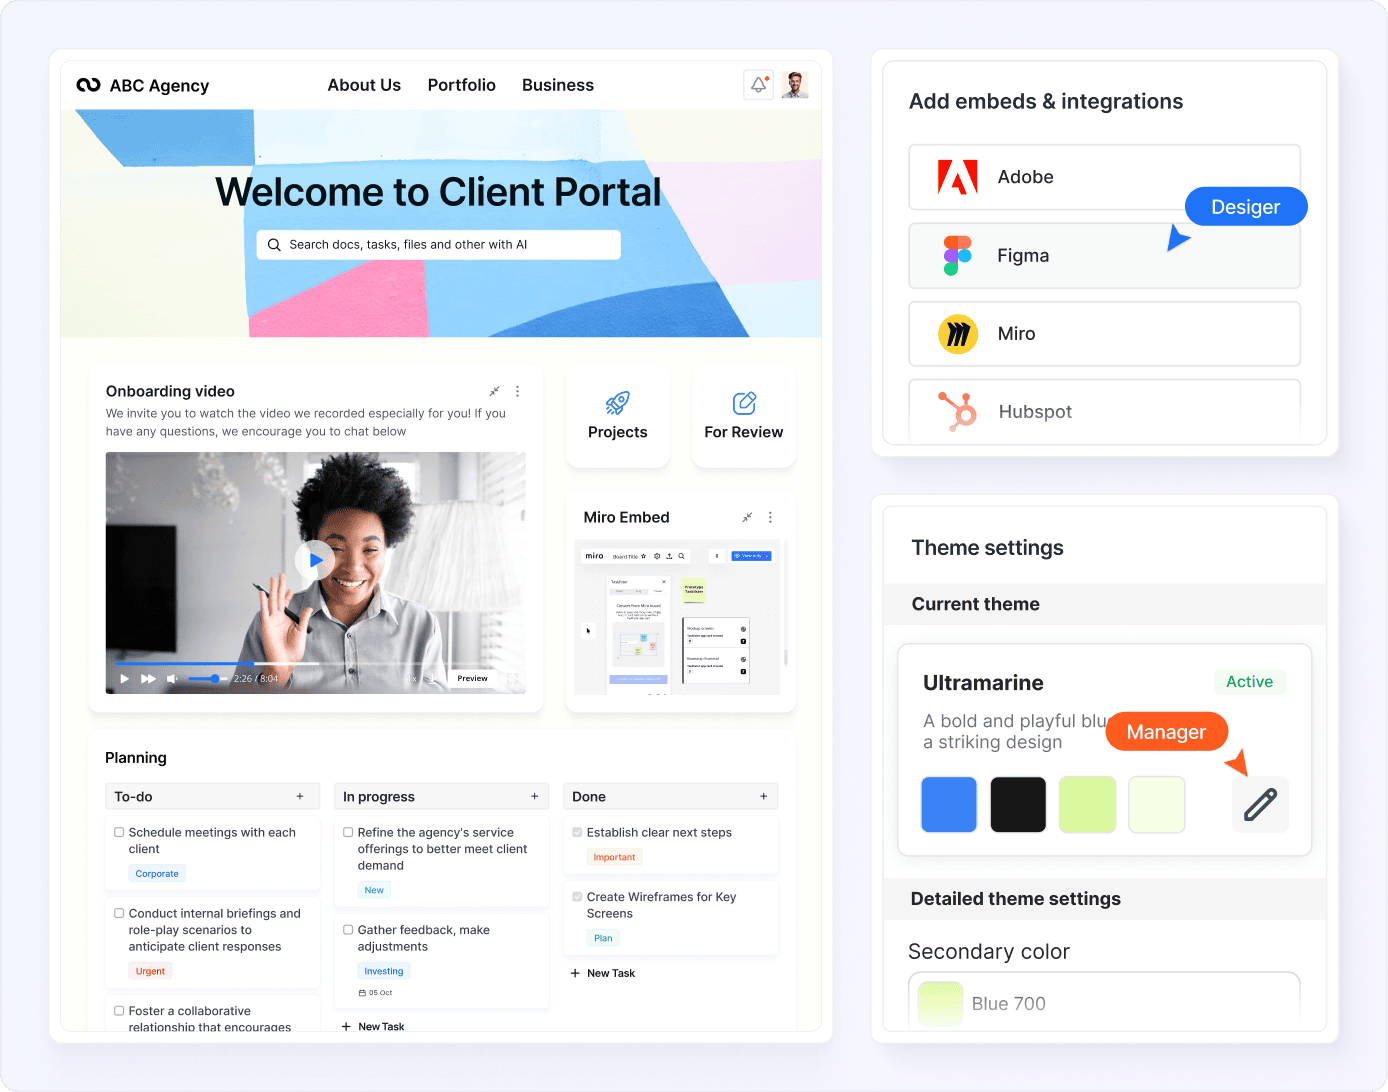 ABC Agency
About Us
Portfolio
Business
Welcome to Client Portal
Search docs, tasks, files and other with AI
Onboarding video
We invite you to watch the video we recorded especially for you! If you
have any questions, we encourage you to chat below
2:26 / 8:04
1x
Preview
Projects
For Review
Miro Embed
miro
Board Title
Planning
To-do
+
Schedule meetings with each
client
Corporate
Conduct internal briefings and
role-play scenarios to
anticipate client responses
Urgent
Foster a collaborative
relationship that encourages
In progress
+
Refine the agency's service
offerings to better meet client
demand
New
Gather feedback, make
adjustments
Investing
05 Oct
+ New Task
Done
+
Establish clear next steps
Important
Create Wireframes for Key
Screens
Plan
+ New Task
Add embeds & integrations
Adobe
Desiger
Figma
Miro
Hubspot
Theme settings
Current theme
Ultramarine
Active
A bold and playful blu
a striking design
Manager
Detailed theme settings
Secondary color
Blue 700